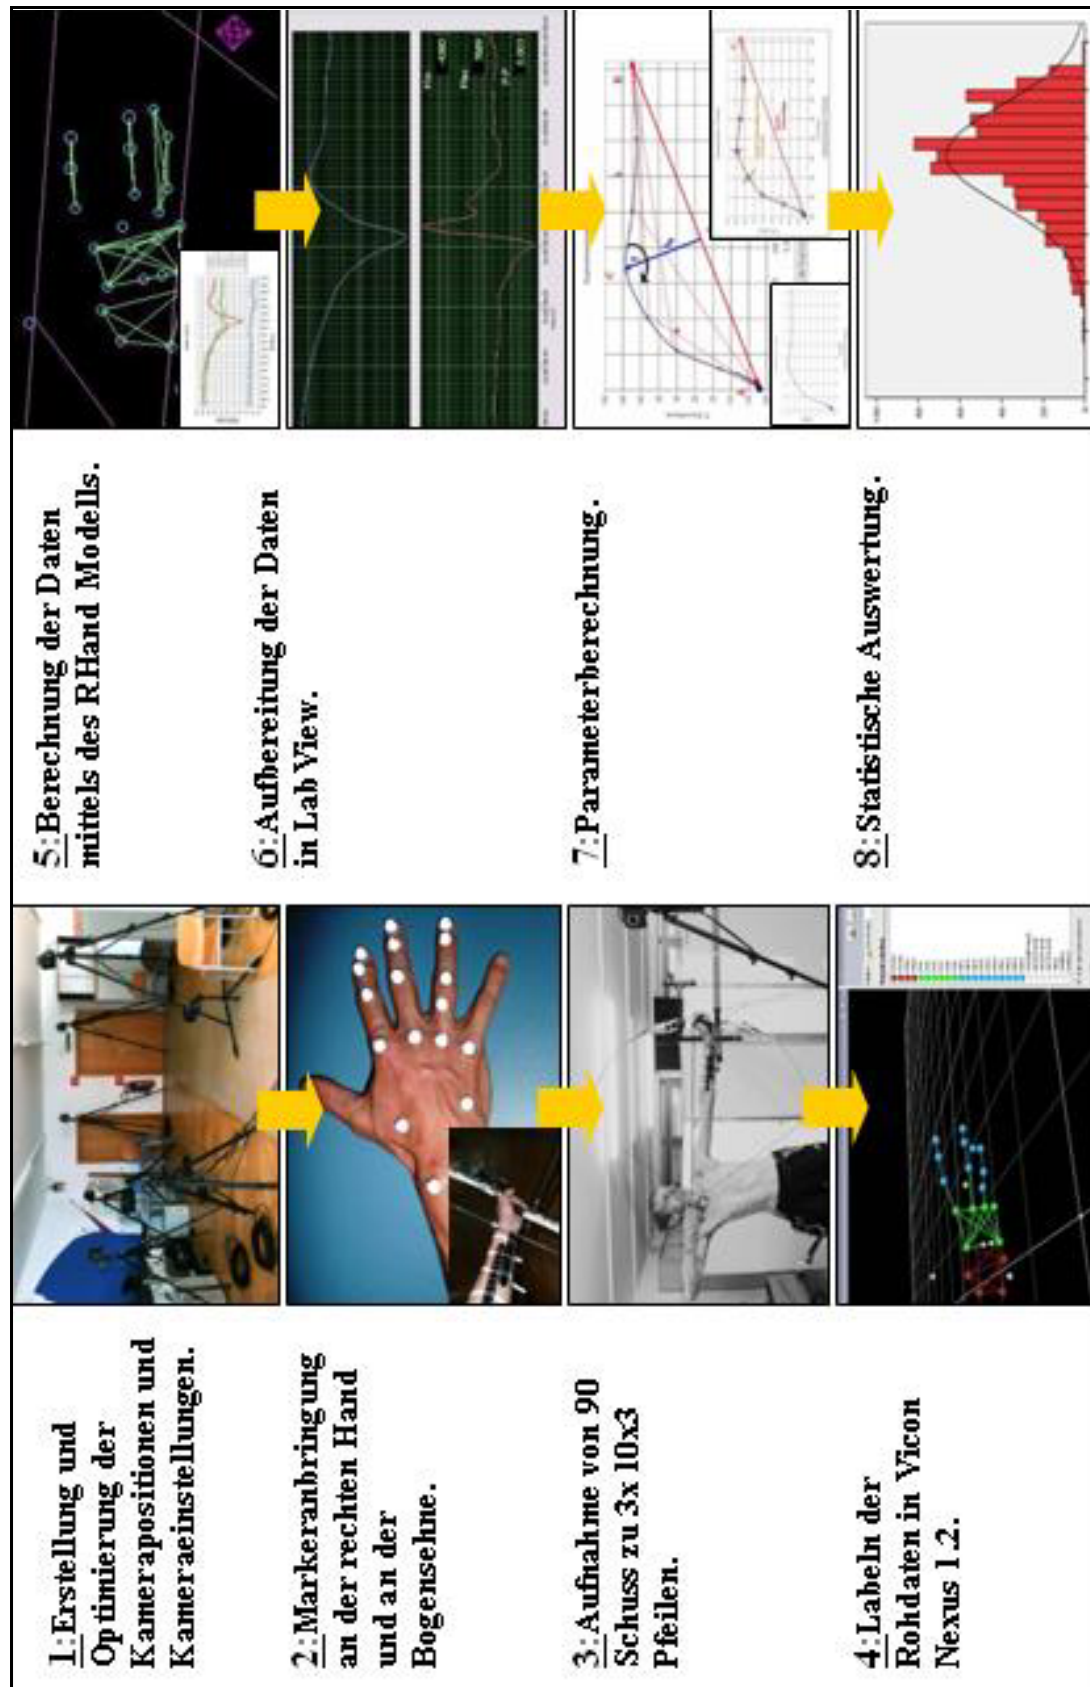 1:Erstellung und
Optimierung der
Kamerapositionen und
Kameraeinstellungen.
2:Markeranbringung
an der rechten Hand
und an der
Bogensehne.
3:Aufnahme von 90
Schuss zu 3x 10x3
Pfeilen.
4:Labeln der
Rohdaten in Vicon
Nexus 1.2.
5:Berechnung der Daten
mittels des RHand Modells.
6:Aufbereitung der Daten
in Lab View.
7:Parameterberechnung.
8:Statistische Auswertung.